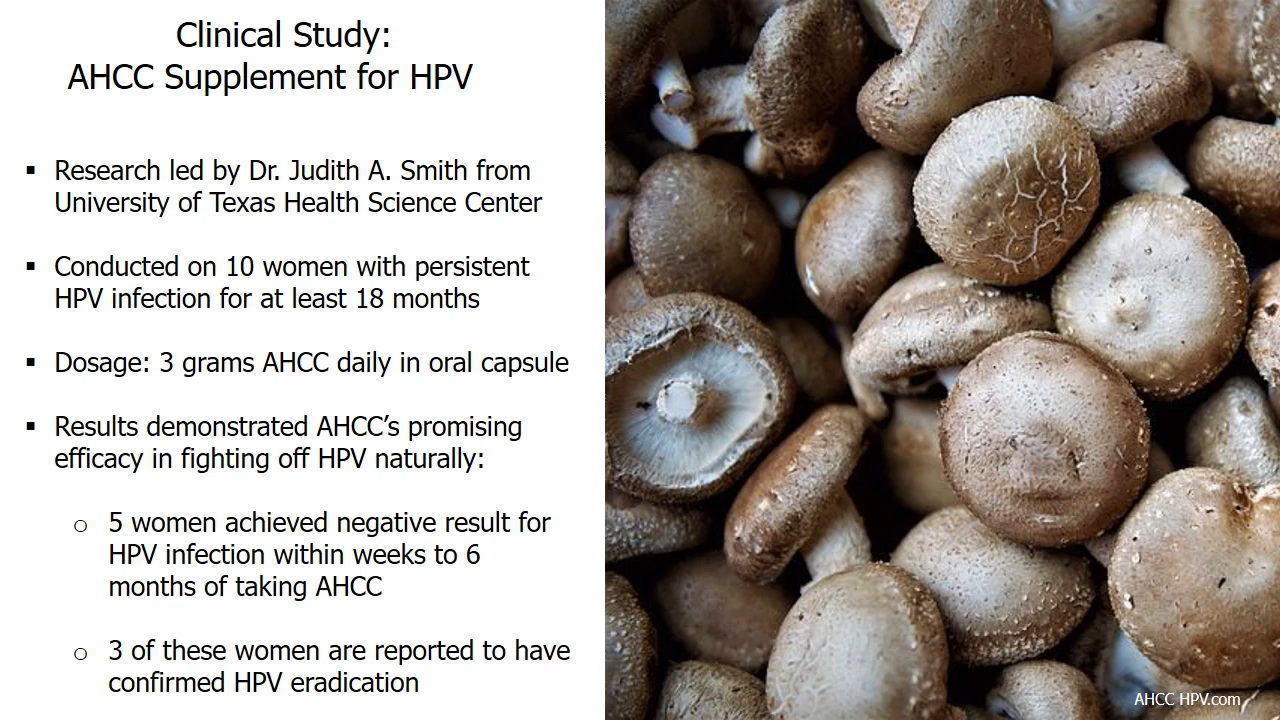 Clinical Study:
AHCC Supplement for HPV
▪ Research led by Dr. Judith A. Smith from
University of Texas Health Science Center
▪ Conducted on 10 women with persistent
HPV infection for at least 18 months
▪ Dosage: 3 grams AHCC daily in oral capsule
▪ Results demonstrated AHCC’s promising
efficacy in fighting off HPV naturally:
o 5 women achieved negative result for
HPV infection within weeks to 6
months of taking AHCC
o 3 of these women are reported to have
confirmed HPV eradication
AHCC HPV.com